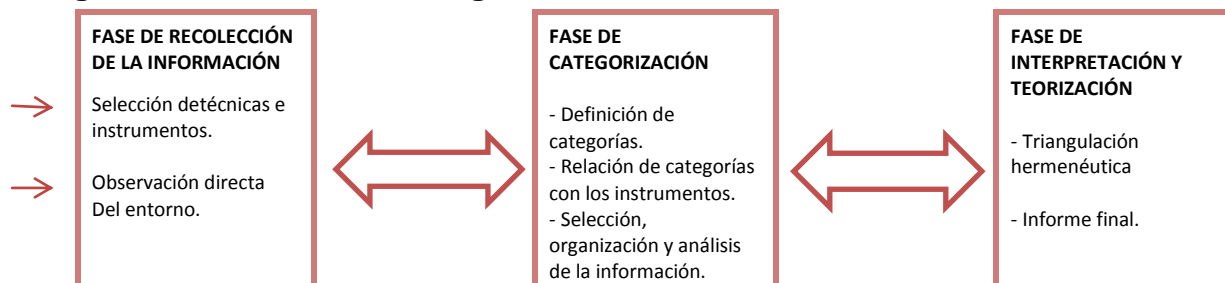 FASE DE RECOLECCIÓN
DE LA INFORMACIÓN
Selección detécnicas e
instrumentos.
Observación directa
Del entorno.
FASE DE
CATEGORIZACIÓN
- Definición de
categorías.
- Relación de categorías
con los instrumentos.
- Selección,
organización y análisis
de la información.
FASE DE
INTERPRETACIÓN Y
TEORIZACIÓN
- Triangulación
hermenéutica
- Informe final.